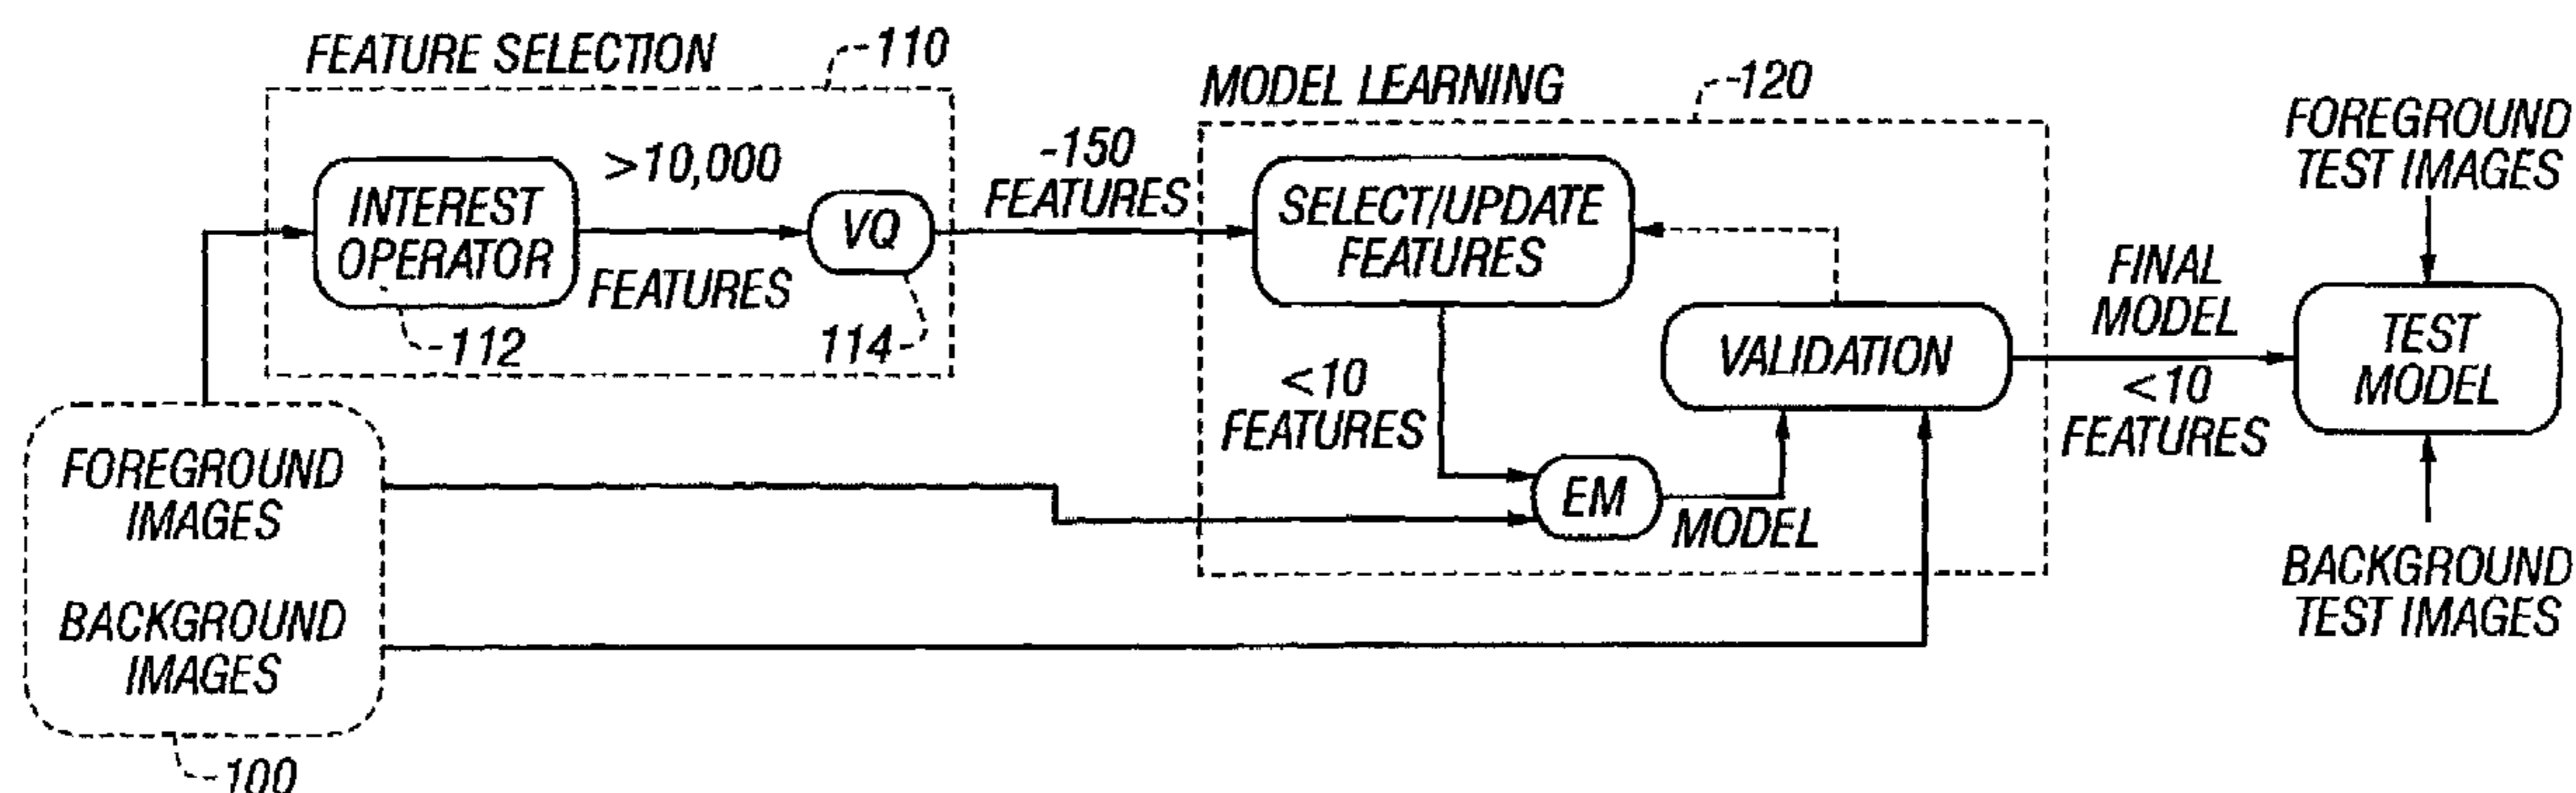 FEATURE SELECTION
-110
INTEREST
OPERATOR
>10,000
FEATURES
VQ
-112
114-
-150
FEATURES
MODEL LEARNING
-120
SELECT/UPDATE
FEATURES
<10
FEATURES
EM
MODEL
VALIDATION
FINAL
MODEL
<10
FEATURES
FOREGROUND
TEST IMAGES
TEST
MODEL
BACKGROUND
TEST IMAGES
FOREGROUND
IMAGES
BACKGROUND
IMAGES
-100